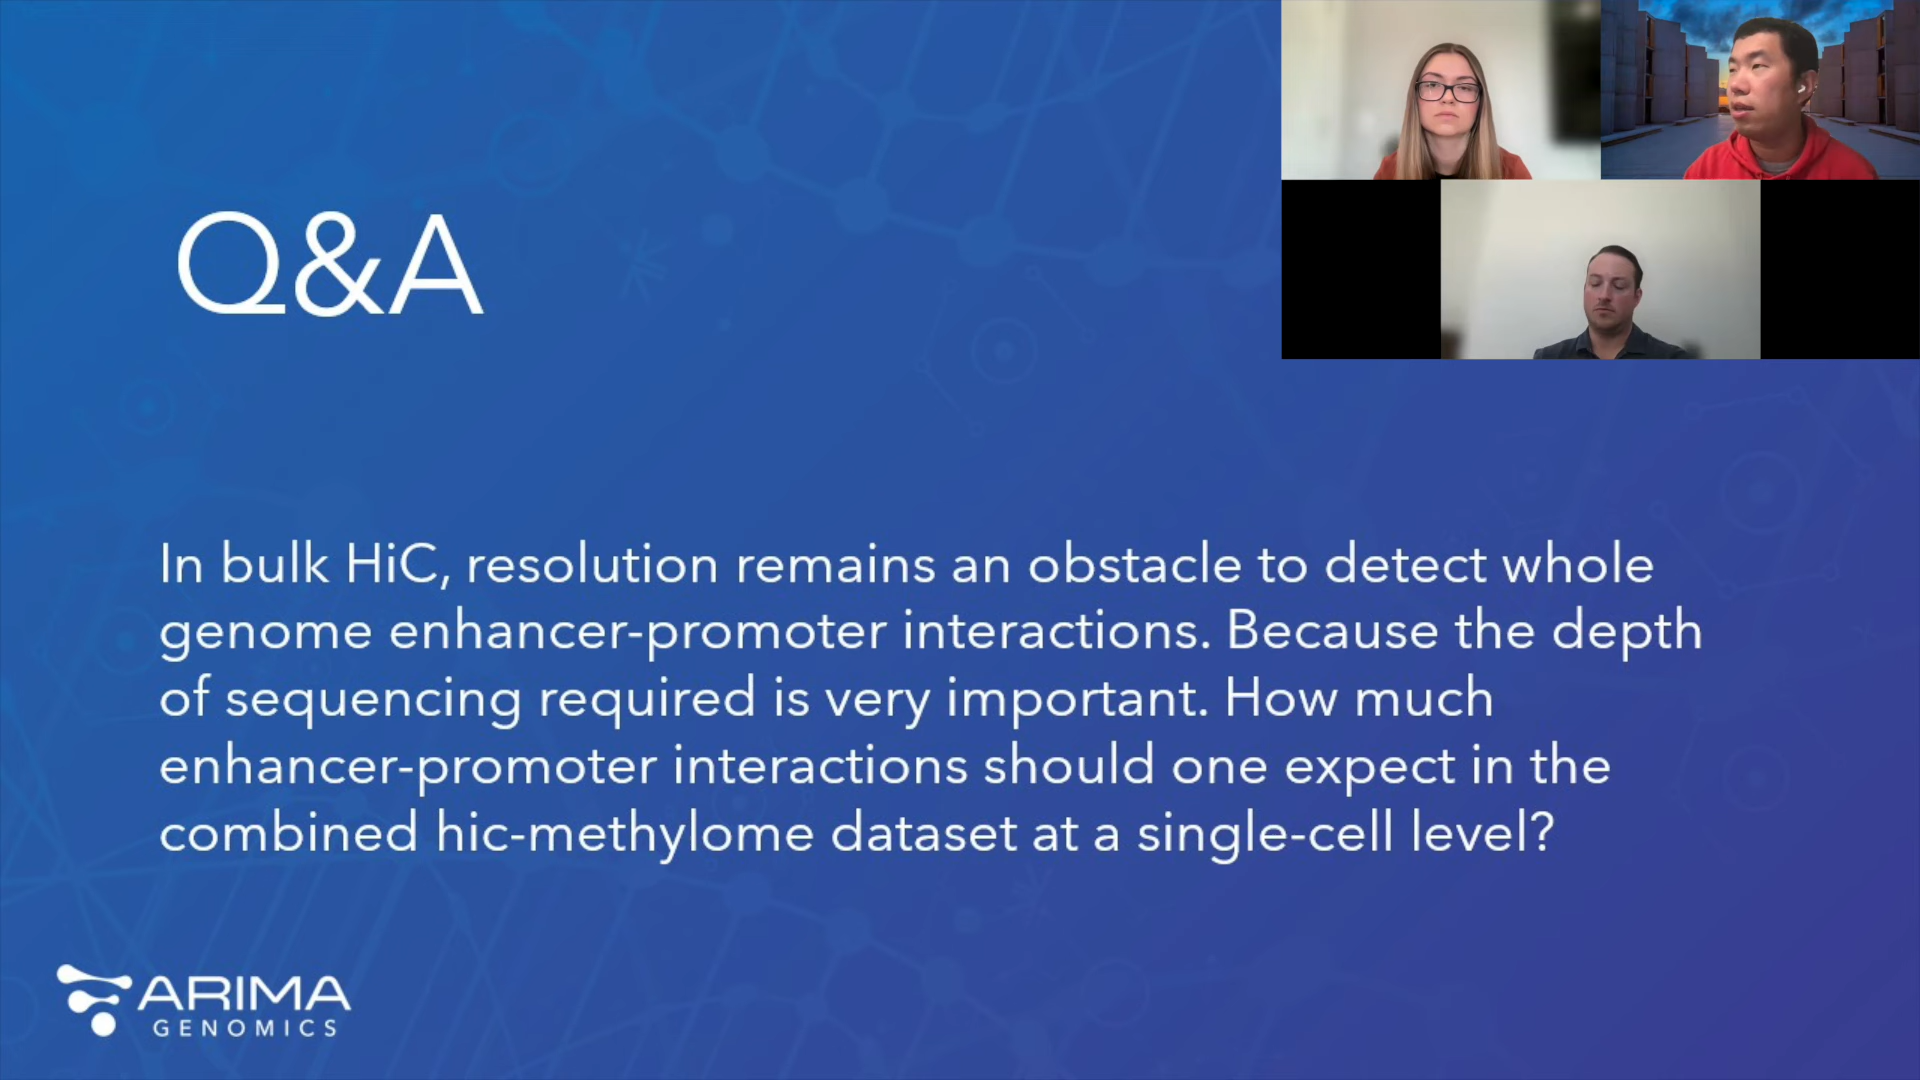 Q&A
In bulk HiC, resolution remains an obstacle to detect whole
genome enhancer-promoter interactions. Because the depth
of sequencing required is very important. How much
enhancer-promoter interactions should one expect in the
combined hic-methylome dataset at a single-cell level?
ARIMA
GENOMICS